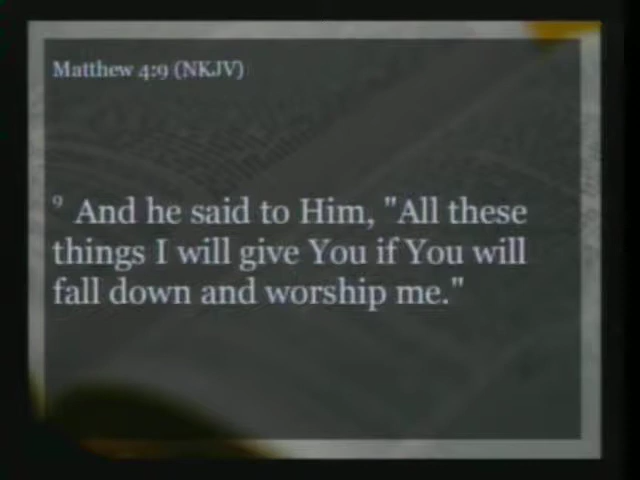 Matthew 4:9 (NKJV)
9 And he said to Him, "All these
things I will give You if You will
fall down and worship me."